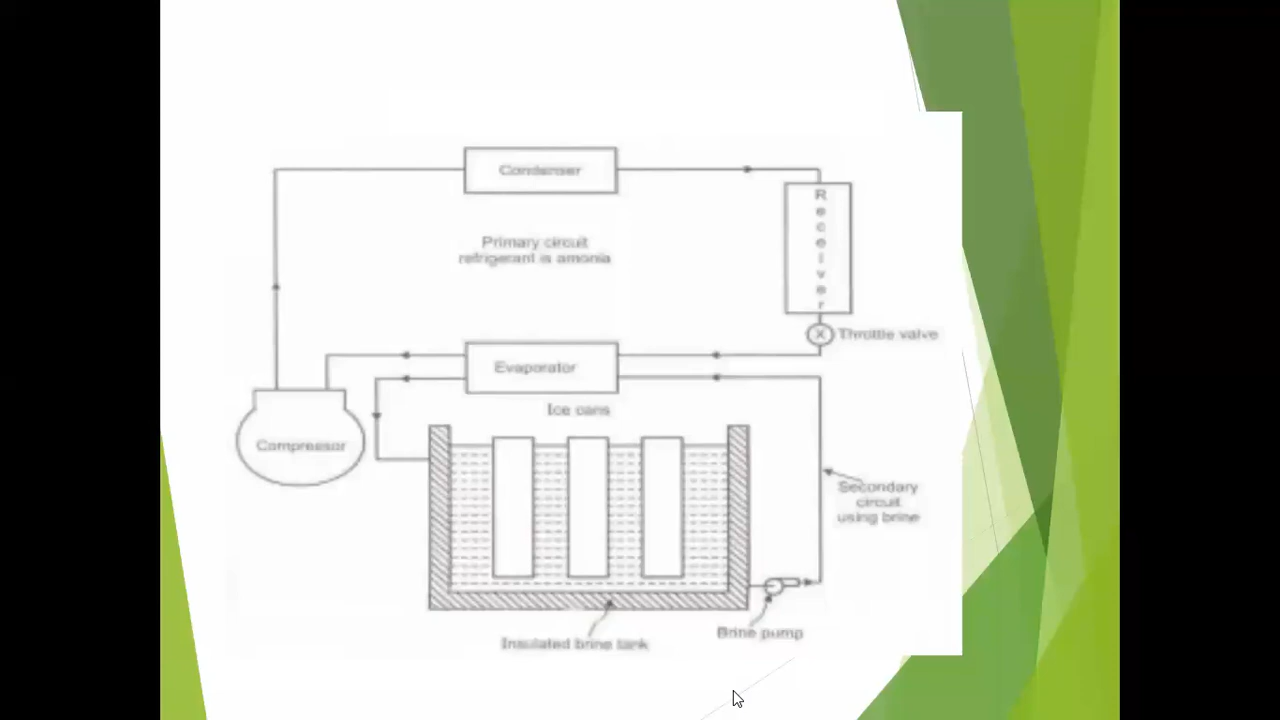 Condenser
Primary circuit
refrigerant is amonia
R
e
c
e
i
v
e
r
X
Throttle valve
Evaporator
Ice cans
Compressor
Secondary
circuit
using brine
Insulated brine tank
Brine pump